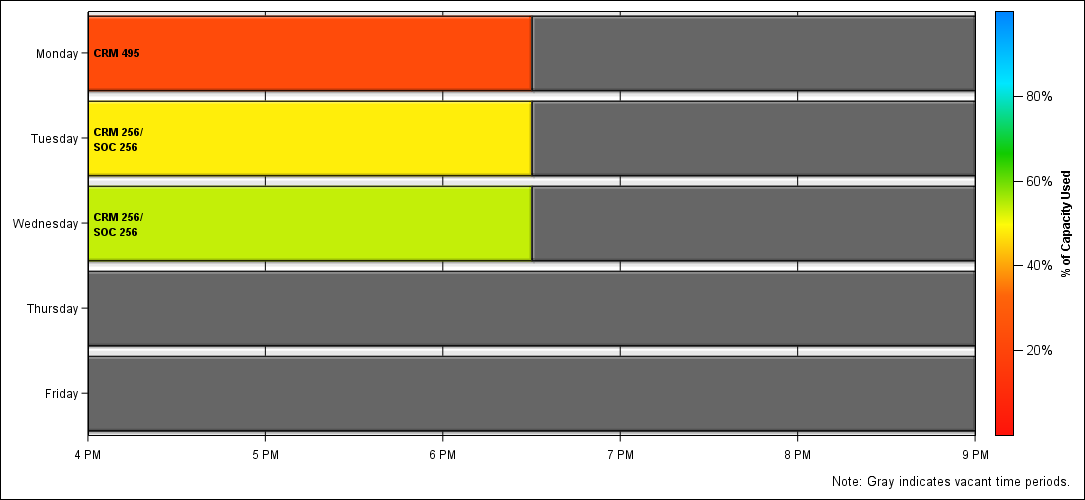 Monday
CRM 495
Tuesday
CRM 256/
SOC 256
Wednesday
CRM 256/
SOC 256
Thursday
Friday
4 PM 5 PM 6 PM 7 PM 8 PM 9 PM
80%
60%
40%
20%
% of Capacity Used
Note: Gray indicates vacant time periods.